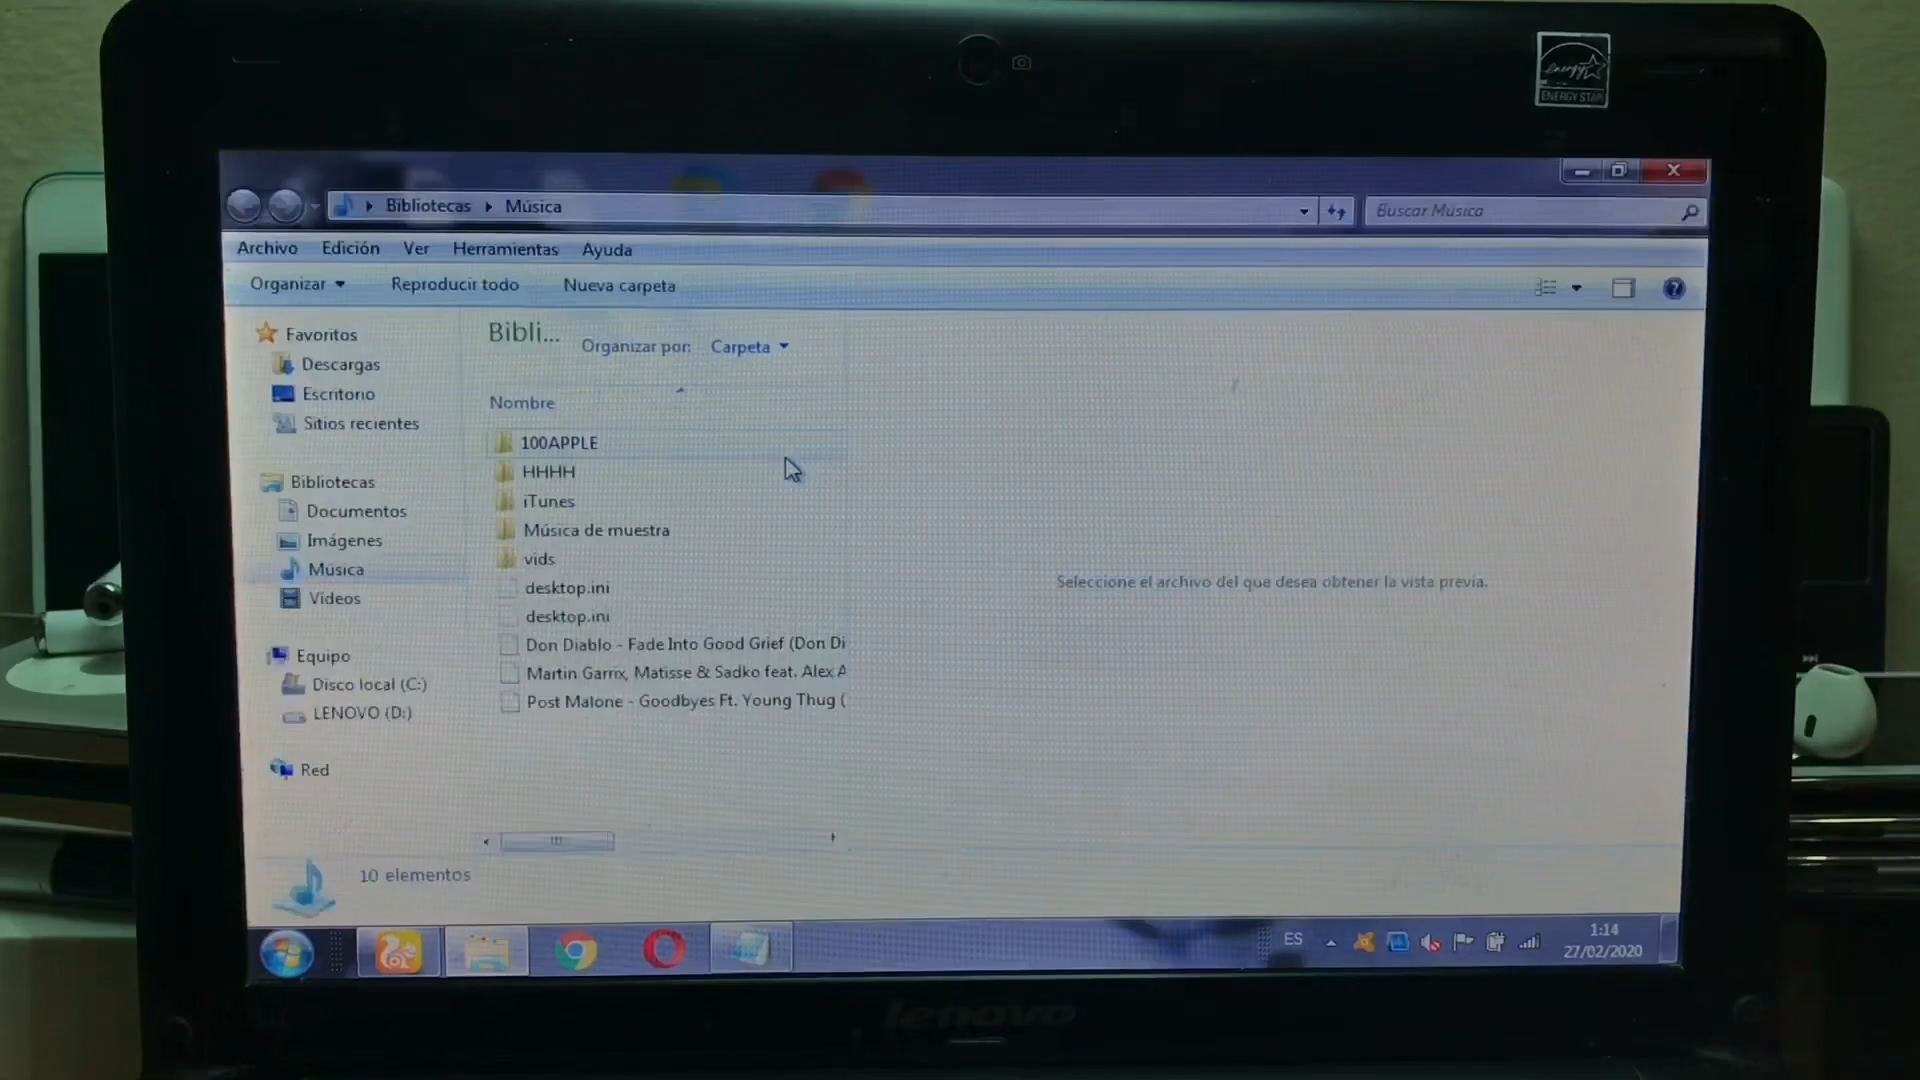 energy
ENERGY STAR
Bibliotecas Música
Buscar Música
Archivo Edición Ver Herramientas Ayuda
Organizar Reproducir todo Nueva carpeta
Favoritos
Descargas
Escritorio
Sitios recientes
Bibliotecas
Documentos
Imágenes
Música
Videos
Equipo
Disco local (C:)
LENOVO (D:)
Red
Bibli...
Organizar por: Carpeta
Nombre
100APPLE
HHHH
iTunes
Música de muestra
vids
desktop.ini
desktop.ini
Don Diablo - Fade Into Good Grief (Don Di
Martin Garrix, Matisse & Sadko feat. Alex A
Post Malone - Goodbyes Ft. Young Thug (
Seleccione el archivo del que desea obtener la vista previa.
10 elementos
ES
1:14
27/02/2020
lenovo